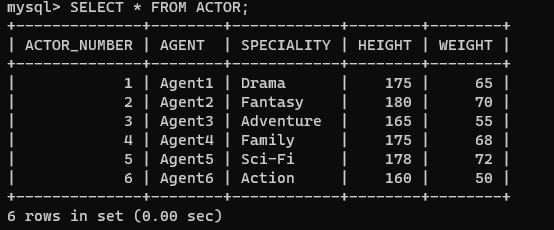 mysql> SELECT * FROM ACTOR;
+--------------+--------+------------+--------+--------+
| ACTOR_NUMBER | AGENT  | SPECIALITY | HEIGHT | WEIGHT |
+--------------+--------+------------+--------+--------+
|            1 | Agent1 | Drama      |    175 |     65 |
|            2 | Agent2 | Fantasy    |    180 |     70 |
|            3 | Agent3 | Adventure  |    165 |     55 |
|            4 | Agent4 | Family     |    175 |     68 |
|            5 | Agent5 | Sci-Fi     |    178 |     72 |
|            6 | Agent6 | Action     |    160 |     50 |
+--------------+--------+------------+--------+--------+
6 rows in set (0.00 sec)